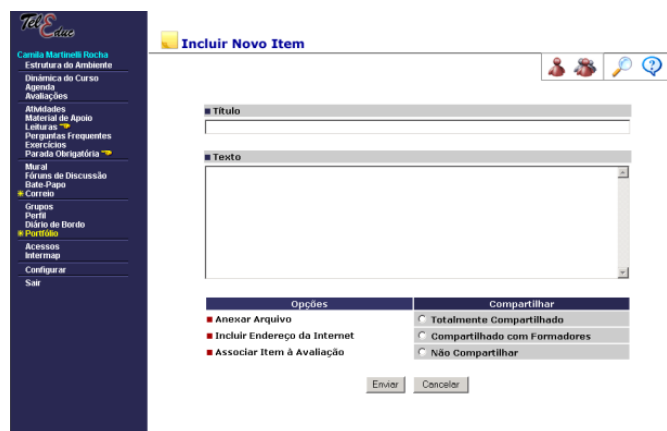 TelEduc
Incluir Novo Item
Camila Martinelli Rocha
Estrutura do Ambiente
Dinâmica do Curso
Agenda
Avaliações
Atividades
Material de Apoio
Leituras
Perguntas Frequentes
Exercícios
Parada Obrigatória
Mural
Fóruns de Discussão
Bate-Papo
Correio
Grupos
Perfil
Diário de Bordo
Portfólio
Acessos
Intermap
Configurar
Sair
Título
Texto
Opções Compartilhar
Anexar Arquivo Totalmente Compartilhado
Incluir Endereço da Internet Compartilhado com Formadores
Associar Item à Avaliação Não Compartilhar
Enviar Cancelar